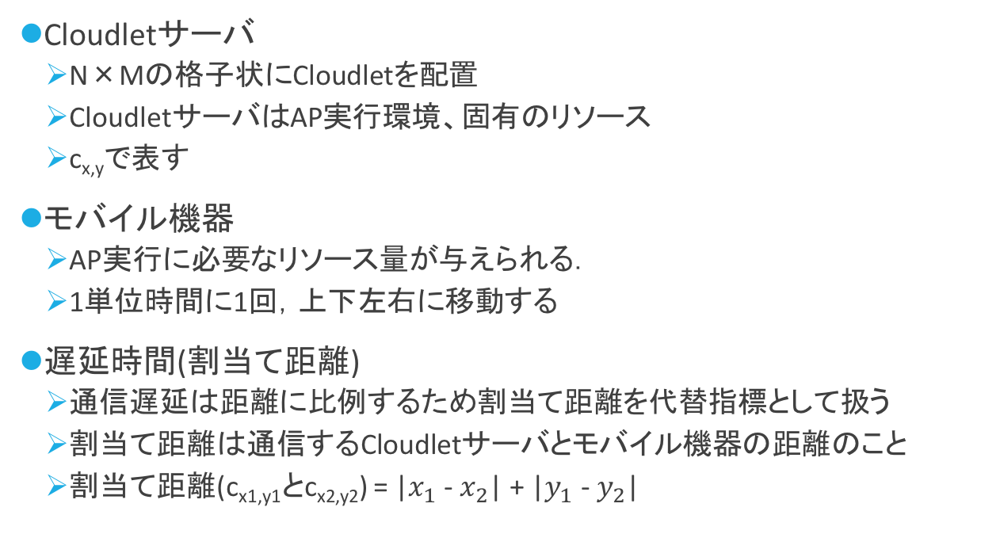 ●Cloudletサーバ
➢N×Mの格子状にCloudletを配置
➢CloudletサーバはAP実行環境、固有のリソース
➢cx,yで表す
●モバイル機器
➢AP実行に必要なリソース量が与えられる.
➢1単位時間に1回, 上下左右に移動する
●遅延時間(割当て距離)
➢通信遅延は距離に比例するため割当て距離を代替指標として扱う
➢割当て距離は通信するCloudletサーバとモバイル機器の距離のこと
➢割当て距離(cx1,y1とcx2,y2) = |x1 - x2| + |y1 - y2|